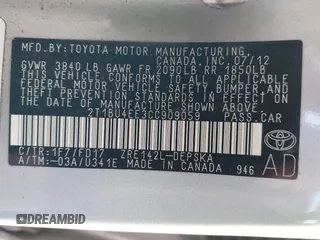 MFD.BY:TOYOTA MOTOR MANUFACTURING,
CANADA, INC. 07/12
GVWR 3840 LB GAWR FR 2090LB RR 1850LB
THIS VEHICLE CONFORMS TO ALL APPLICABLE
FEDERAL MOTOR VEHICLE SAFETY, BUMPER, AND
THEFT PREVENTION STANDARDS IN EFFECT ON
THE DATE OF MANUFACTURE SHOWN ABOVE.
2T1BU4EE3CC909059
PASSENGER CAR
C/TR:1F7/FD17 ZRE142L-DEPSKA
A/TM:-03A/U341E MADE IN CANADA 946
AD
DREAMBID
dreambid.com